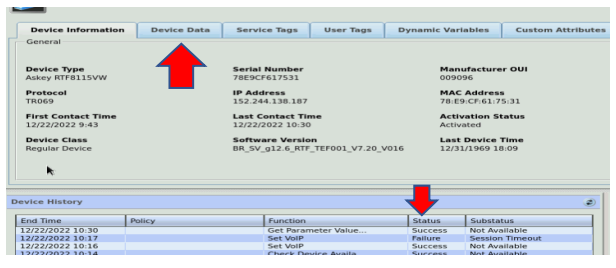 Device Information Device Data Service Tags User Tags Dynamic Variables Custom Attributes
General
Device Type Serial Number Manufacturer OUI
Askey RTF8115VW 78E9CF617531 009096
Protocol IP Address MAC Address
TR069 152.244.138.187 78:E9:CF:61:75:31
First Contact Time Last Contact Time Activation Status
12/22/2022 9:43 12/22/2022 10:30 Activated
Device Class Software Version Last Device Time
Regular Device BR_SV_g12.6_RTF_TEF001_V7.20_V016 12/31/1969 18:09
Device History
End Time Policy Function Status Substatus
12/22/2022 10:30 Get Parameter Value... Success Not Available
12/22/2022 10:17 Set VoIP Failure Session Timeout
12/22/2022 10:16 Set VoIP Success Not Available
12/22/2022 10:14 Check Device Availa... Success Not Available